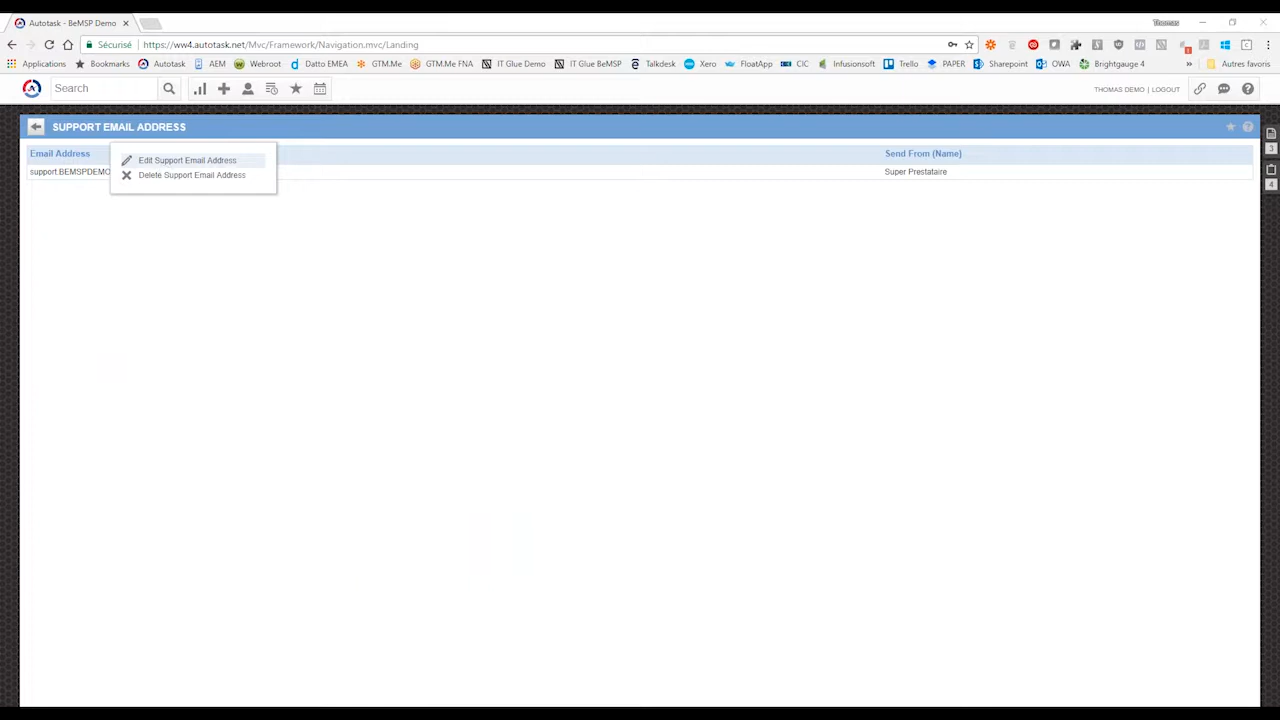 Autotask - BeMSP Demo
Thomas
Sécurisé https://ww4.autotask.net/Mvc/Framework/Navigation.mvc/Landing
Applications Bookmarks Autotask AEM Webroot Datto EMEA GTM.Me GTM.Me FNA IT Glue Demo IT Glue BeMSP Talkdesk Xero FloatApp CIC Infusionsoft Trello PAPER Sharepoint OWA Brightgauge 4 » Autres favoris
Search THOMAS DEMO | LOGOUT
SUPPORT EMAIL ADDRESS
Email Address Send From (Name)
support.BEMSPDEMO Super Prestataire
Edit Support Email Address
Delete Support Email Address
3
4